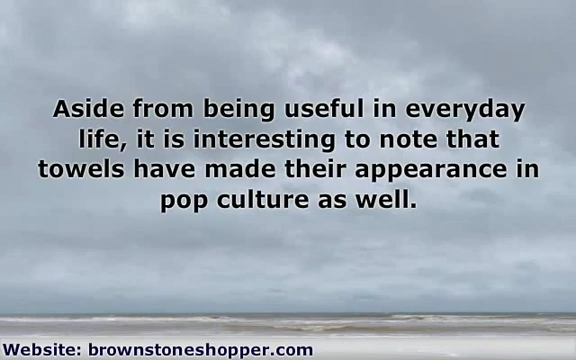 Aside from being useful in everyday
life, it is interesting to note that
towels have made their appearance in
pop culture as well.
Website: brownstoneshopper.com